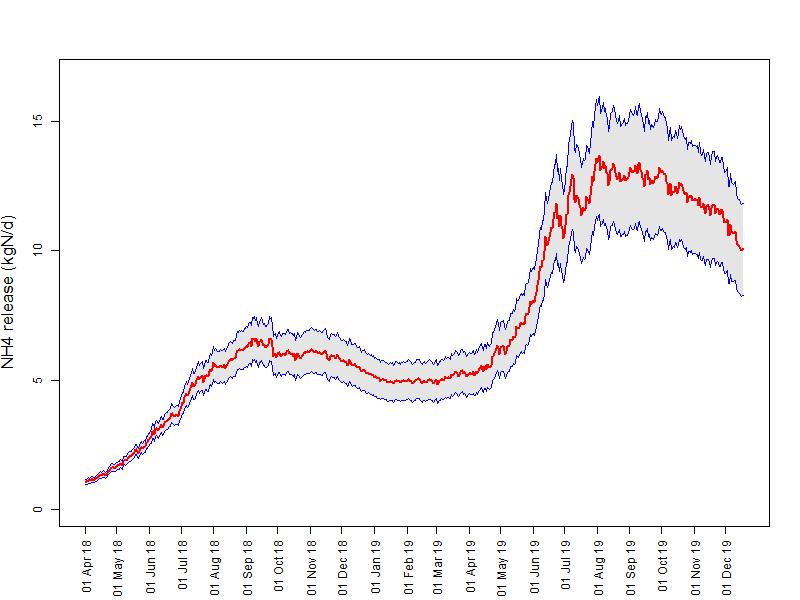 NH4 release (kgN/d)
15
10
5
0
01 Apr 18
01 May 18
01 Jun 18
01 Jul 18
01 Aug 18
01 Sep 18
01 Oct 18
01 Nov 18
01 Dec 18
01 Jan 19
01 Feb 19
01 Mar 19
01 Apr 19
01 May 19
01 Jun 19
01 Jul 19
01 Aug 19
01 Sep 19
01 Oct 19
01 Nov 19
01 Dec 19